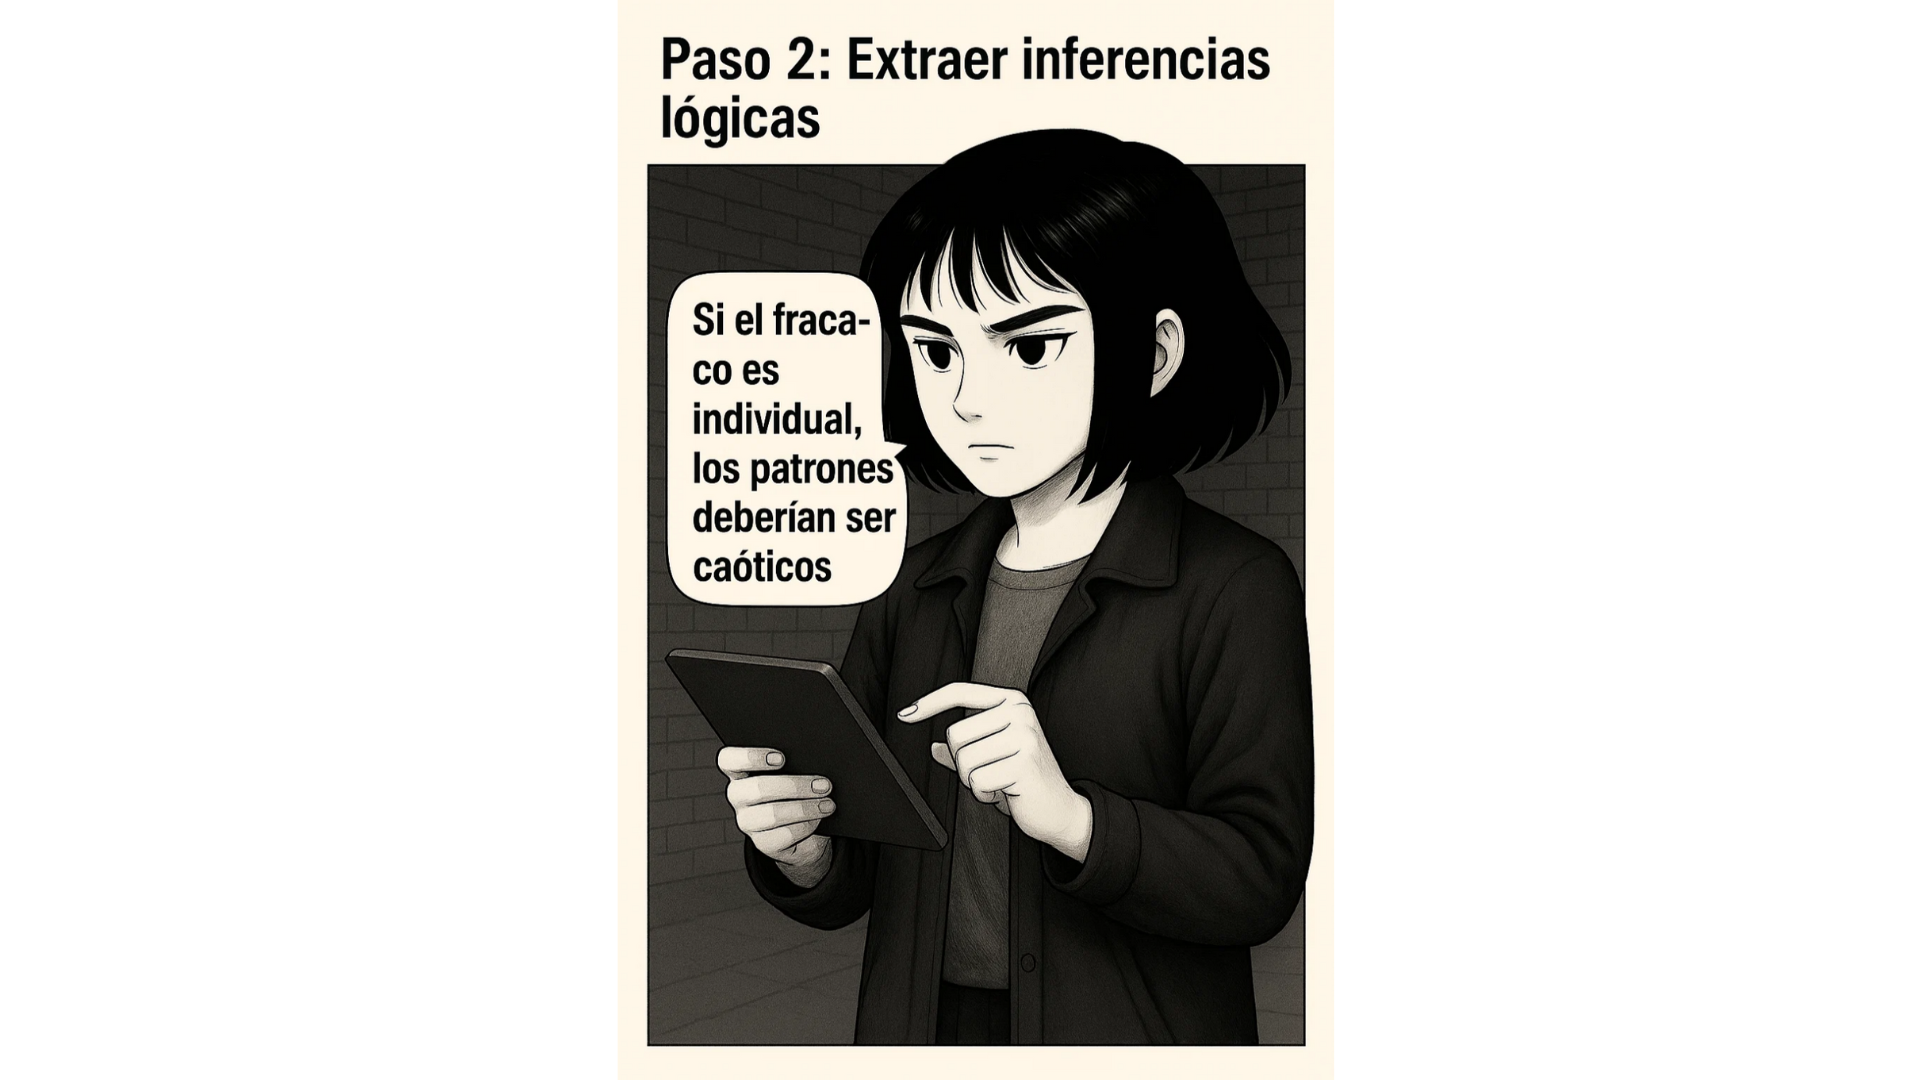 Paso 2: Extraer inferencias
lógicas
Si el fraca-
co es
individual,
los patrones
deberían ser
caóticos